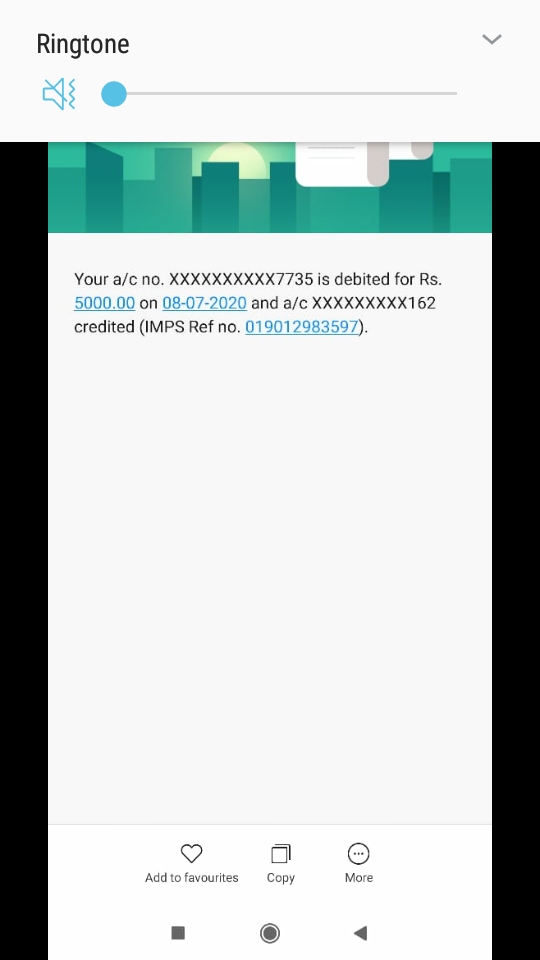 Ringtone
Your a/c no. XXXXXXXXXX7735 is debited for Rs.
5000.00 on 08-07-2020 and a/c XXXXXXXXX162
credited (IMPS Ref no. 019012983597).
Add to favourites Copy More